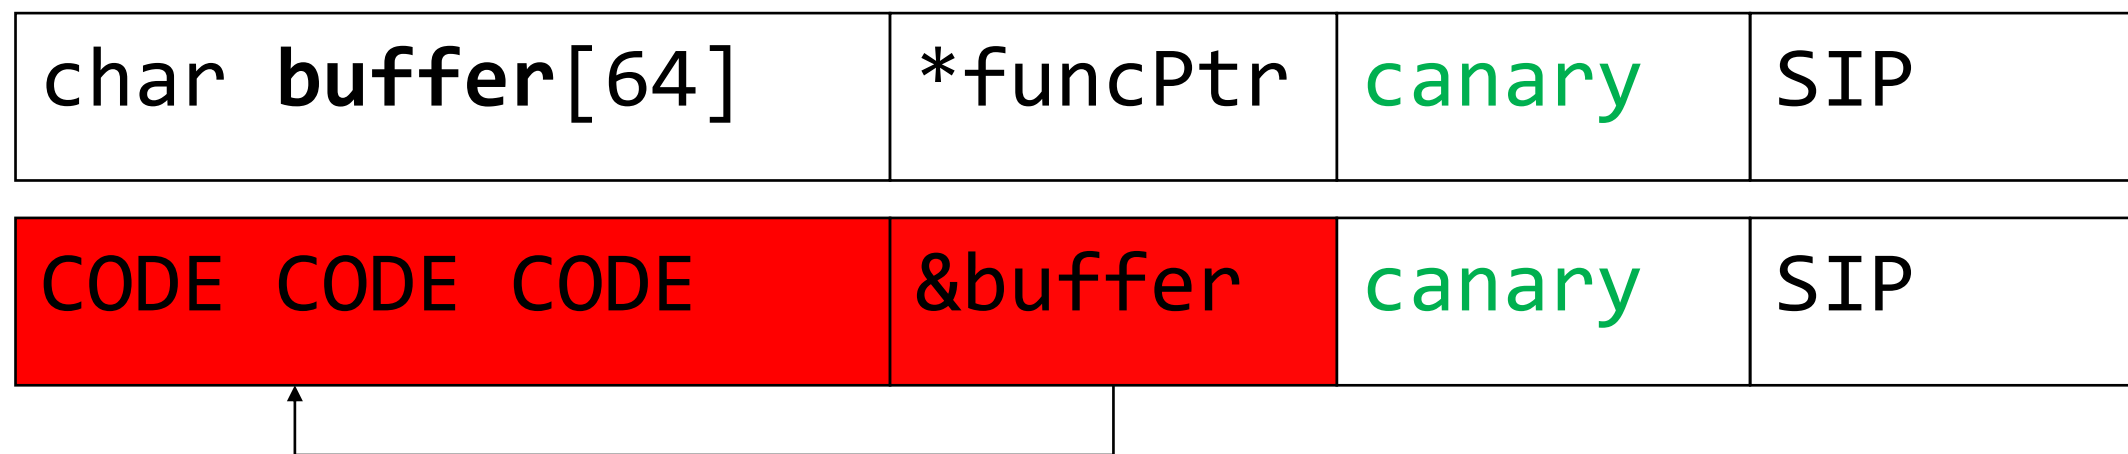 char buffer[64] *funcPtr canary SIP
CODE CODE CODE &buffer canary SIP